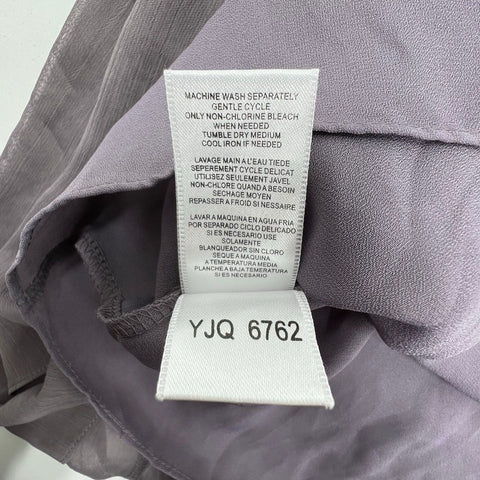 MACHINE WASH SEPARATELY
GENTLE CYCLE
ONLY NON-CHLORINE BLEACH
WHEN NEEDED
TUMBLE DRY MEDIUM
COOL IRON IF NEEDED
LAVAGE MAIN A L'EAU TIEDE
SEPEREMENT CYCLE DELICAT
UTILISEZ SEULEMENT JAVEL
NON-CHLORE QUAND A BESOIN
SECHAGE MOYEN
REPASSER A FROID SI NESSAIRE
LAVAR A MAQUINA EN AGUA FRIA
POR SEPARADO CICLO DELICADO
SI ES NECESARIO USE
SOLAMENTE
BLANQUEADOR SIN CLORO
SEQUE A MAQUINA
A TEMPERATURA MEDIA
PLANCHE A BAJA TEMERATURA
SI ES NECESARIO
YJQ 6762